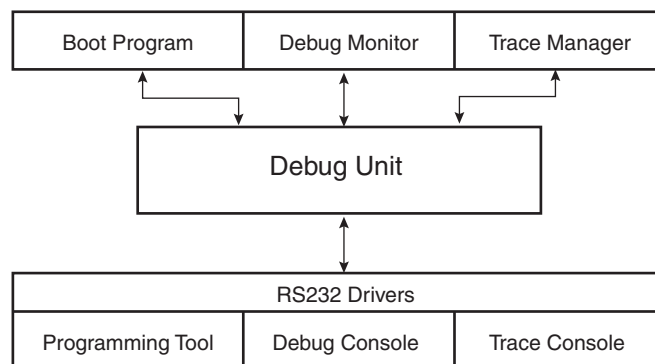 Boot Program Debug Monitor Trace Manager
Debug Unit
RS232 Drivers
Programming Tool Debug Console Trace Console